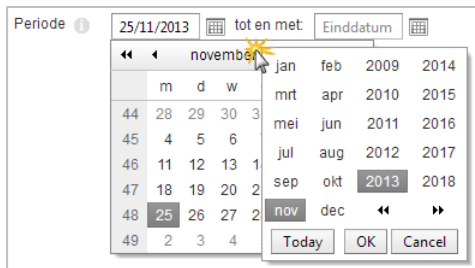 Periode 25/11/2013 tot en met: Einddatum
november
m d w
44 28 29 30
45 4 5 6
46 11 12 13
47 18 19 20
48 25 26 27
49 2 3 4
jan feb 2009 2014
mrt apr 2010 2015
mei jun 2011 2016
jul aug 2012 2017
sep okt 2013 2018
nov dec
Today OK Cancel